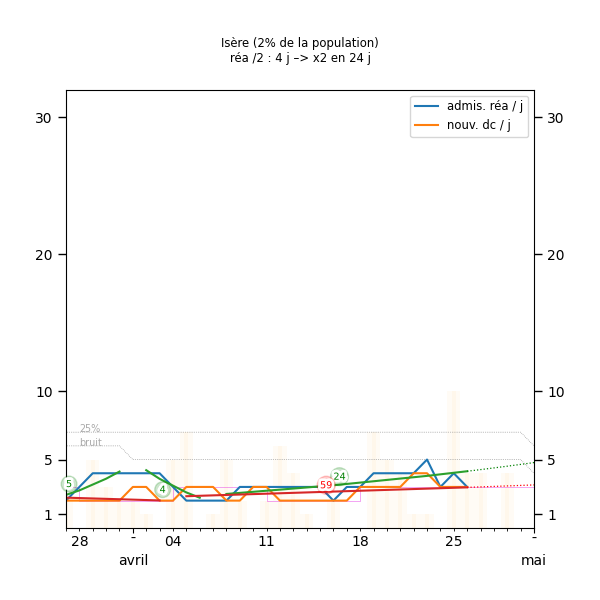 Isère (2% de la population)
réa /2 : 4 j –> x2 en 24 j
admis. réa / j
nouv. dc / j
30 30
20 20
10 10
25%
bruit
5 5
5 4 59 24
1 1
28 - 04 11 18 25 -
avril mai